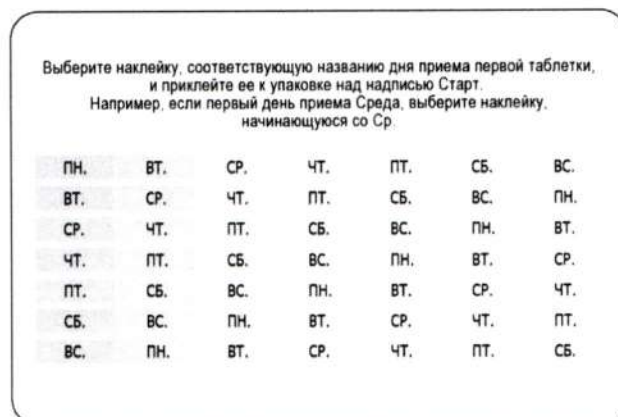 Выберите наклейку, соответствующую названию дня приема первой таблетки,
и приклейте ее к упаковке над надписью Старт.
Например, если первый день приема Среда, выберите наклейку,
начинающуюся со Ср.
ПН. ВТ. СР. ЧТ. ПТ. СБ. ВС.
ВТ. СР. ЧТ. ПТ. СБ. ВС. ПН.
СР. ЧТ. ПТ. СБ. ВС. ПН. ВТ.
ЧТ. ПТ. СБ. ВС. ПН. ВТ. СР.
ПТ. СБ. ВС. ПН. ВТ. СР. ЧТ.
СБ. ВС. ПН. ВТ. СР. ЧТ. ПТ.
ВС. ПН. ВТ. СР. ЧТ. ПТ. СБ.